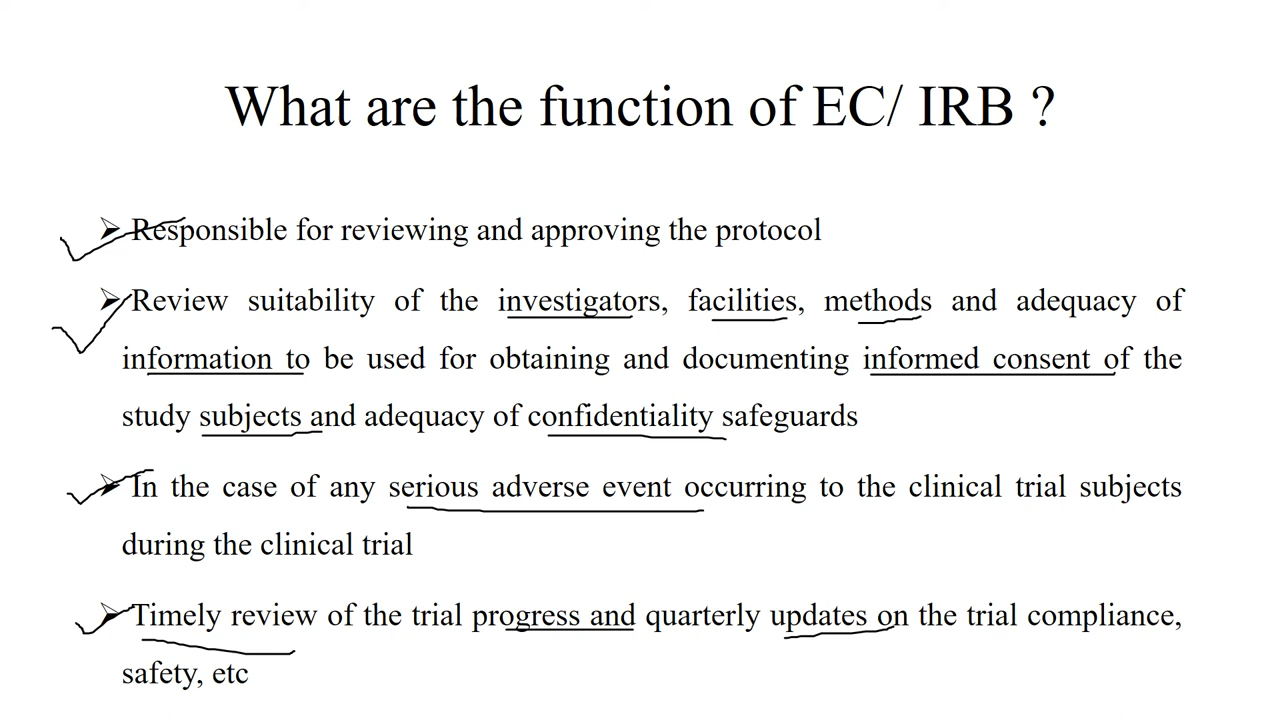 What are the function of EC/ IRB ?
➢ Responsible for reviewing and approving the protocol
➢ Review suitability of the investigators, facilities, methods and adequacy of
information to be used for obtaining and documenting informed consent of the
study subjects and adequacy of confidentiality safeguards
➢ In the case of any serious adverse event occurring to the clinical trial subjects
during the clinical trial
➢ Timely review of the trial progress and quarterly updates on the trial compliance,
safety, etc